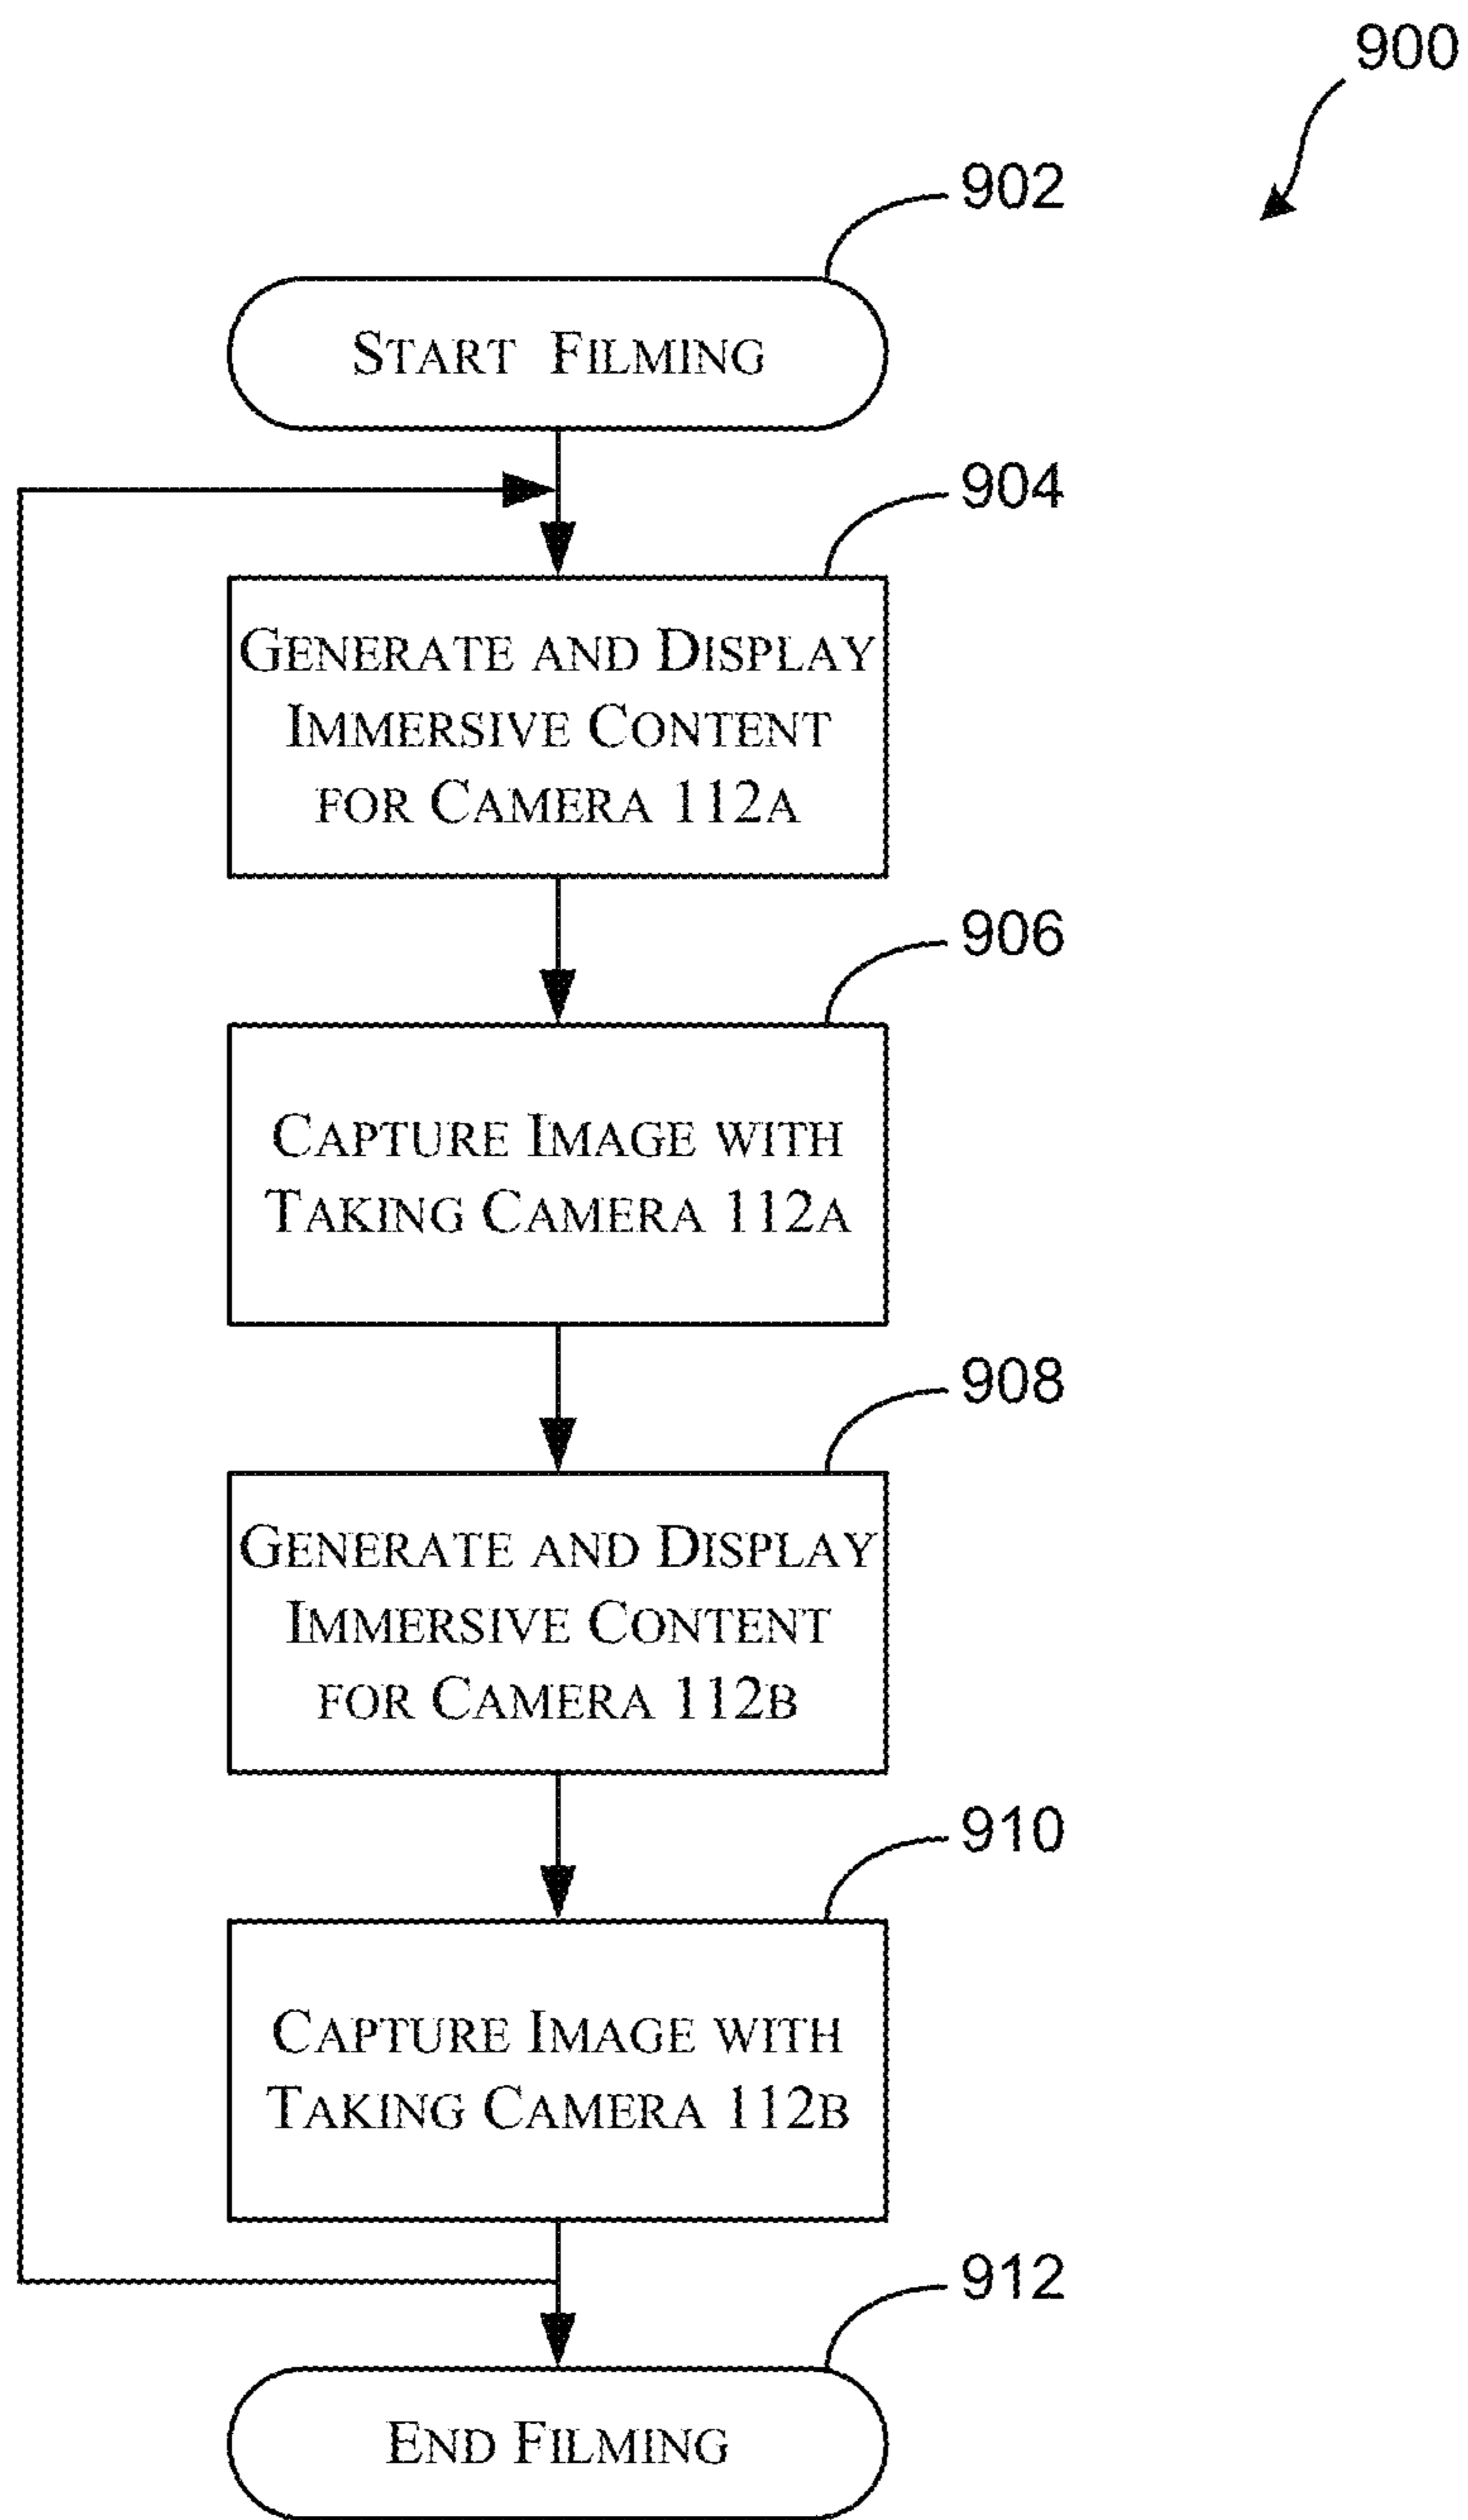 900
902
START FILMING
904
GENERATE AND DISPLAY
IMMERSIVE CONTENT
FOR CAMERA 112A
906
CAPTURE IMAGE WITH
TAKING CAMERA 112A
908
GENERATE AND DISPLAY
IMMERSIVE CONTENT
FOR CAMERA 112B
910
CAPTURE IMAGE WITH
TAKING CAMERA 112B
912
END FILMING